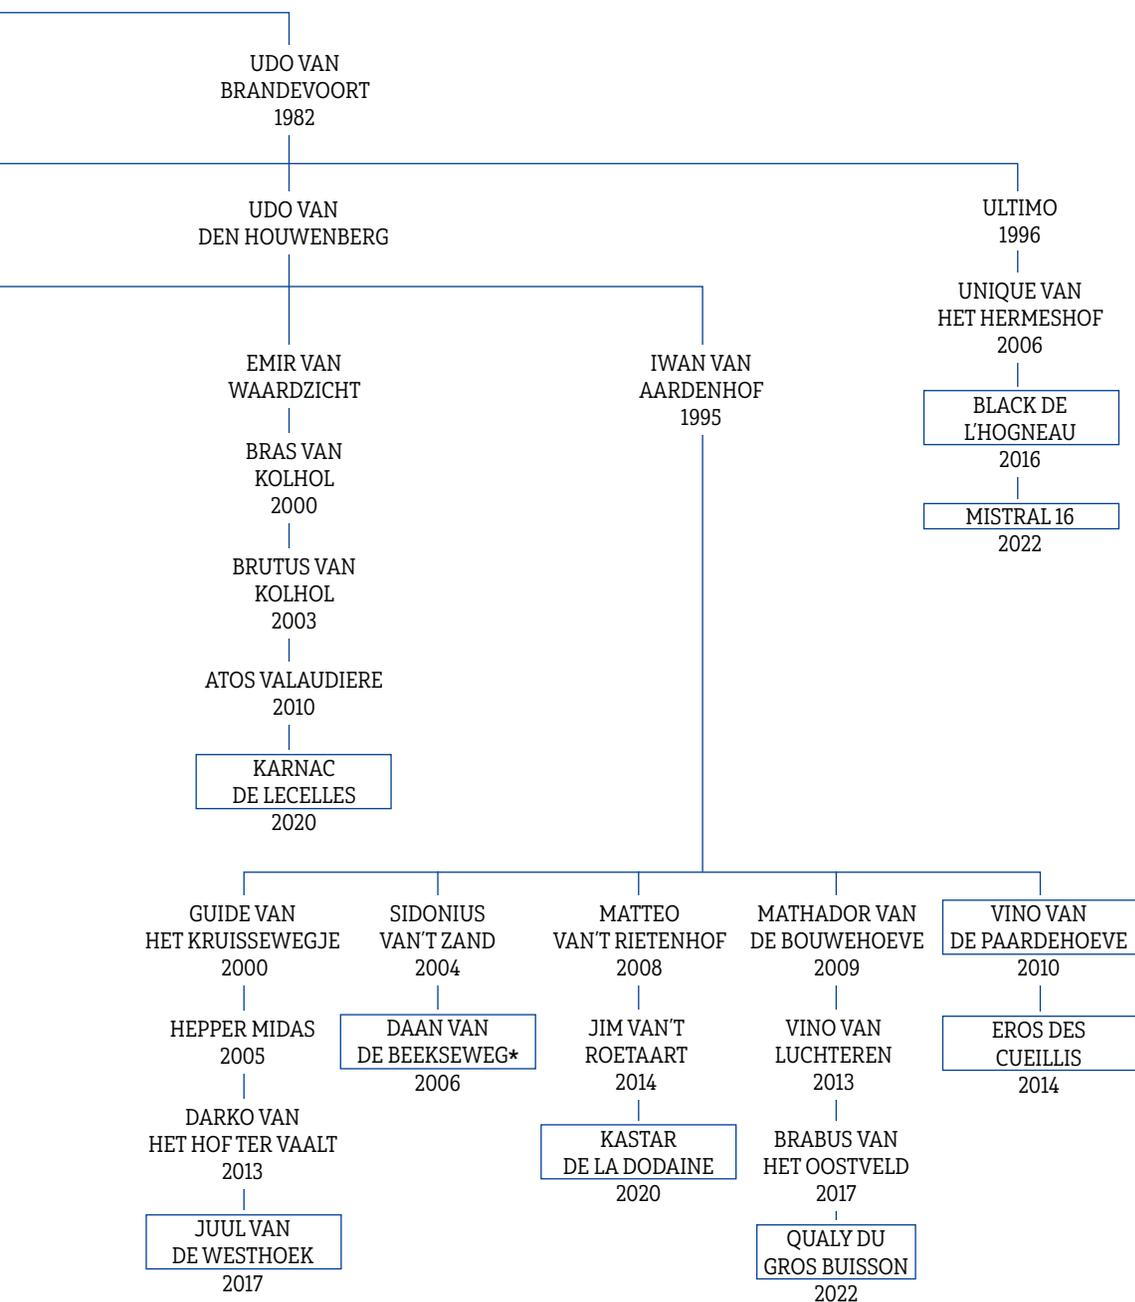 UDO VAN
BRANDEVOORT
1982
UDO VAN
DEN HOUWENBERG
ULTIMO
1996
UNIQUE VAN
HET HERMESHOF
2006
BLACK DE
L'HOGNEAU
2016
MISTRAL 16
2022
EMIR VAN
WAARDZICHT
BRAS VAN
KOLHOL
2000
BRUTUS VAN
KOLHOL
2003
ATOS VALAUDIERE
2010
KARNAC
DE LECELLES
2020
IWAN VAN
AARDENHOF
1995
GUIDE VAN
HET KRUISSEWEGJE
2000
HEPPER MIDAS
2005
DARKO VAN
HET HOF TER VAALT
2013
JUUL VAN
DE WESTHOEK
2017
SIDONIUS
VAN'T ZAND
2004
DAAN VAN
DE BEEKSEWEG*
2006
MATTEO
VAN'T RIETENHOF
2008
JIM VAN'T
ROETAART
2014
KASTAR
DE LA DODAINE
2020
MATHADOR VAN
DE BOUWEHOEVE
2009
VINO VAN
LUCHTEREN
2013
BRABUS VAN
HET OOSTVELD
2017
QUALY DU
GROS BUISSON
2022
VINO VAN
DE PAARDEHOEVE
2010
EROS DES
CUEILLIS
2014